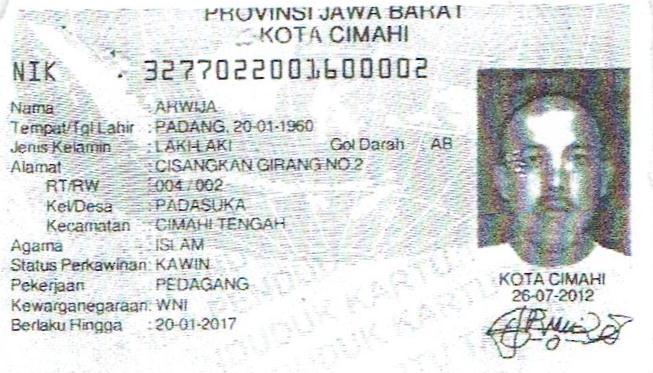 PROVINSI JAWA BARAT
KOTA CIMAHI
NIK : 3277022001600002
Nama : ARWIJA
Tempat/Tgl Lahir : PADANG, 20-01-1960
Jenis Kelamin : LAKI-LAKI Gol Darah : AB
Alamat : CISANGKAN GIRANG NO.2
RT/RW : 004 / 002
Kel/Desa : PADASUKA
Kecamatan : CIMAHI TENGAH
Agama : ISLAM
Status Perkawinan: KAWIN
Pekerjaan : PEDAGANG
Kewarganegaraan: WNI
Berlaku Hingga : 20-01-2017
KOTA CIMAHI
26-07-2012